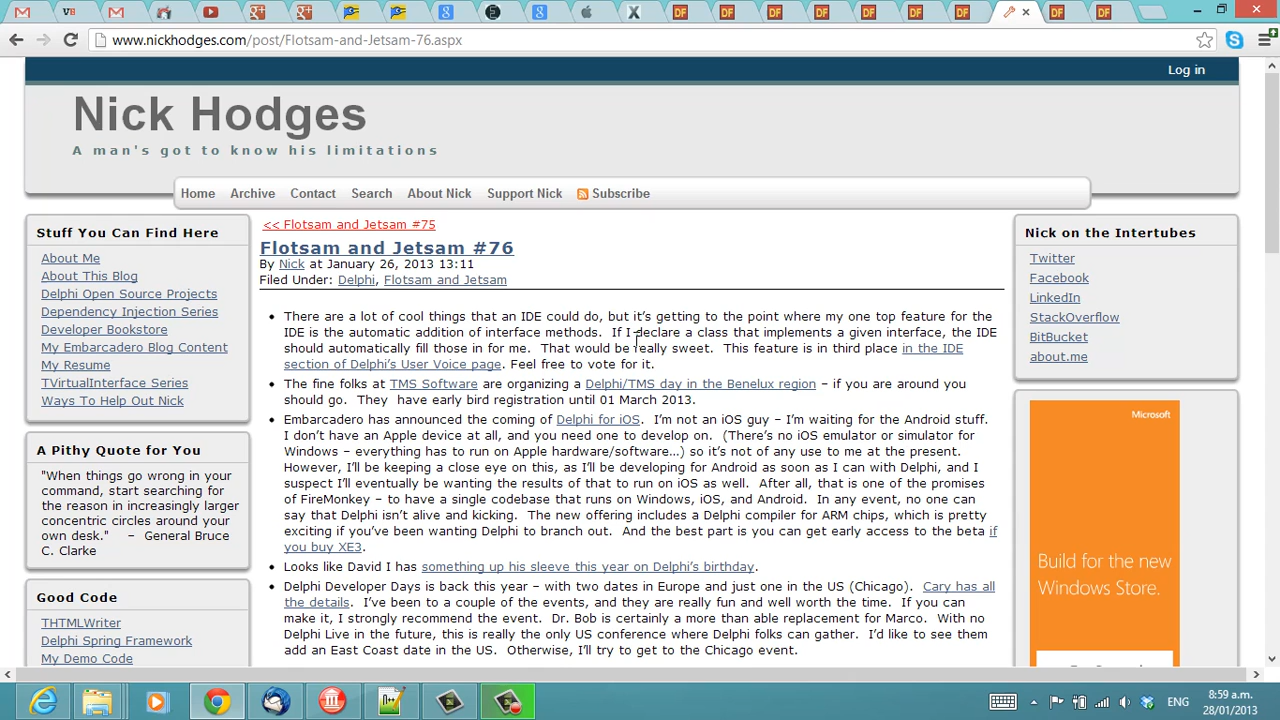 www.nickhodges.com/post/Flotsam-and-Jetsam-76.aspx
Log in
Nick Hodges
A man's got to know his limitations
Home Archive Contact Search About Nick Support Nick Subscribe
Stuff You Can Find Here
About Me
About This Blog
Delphi Open Source Projects
Dependency Injection Series
Developer Bookstore
My Embarcadero Blog Content
My Resume
TVirtualInterface Series
Ways To Help Out Nick
A Pithy Quote for You
"When things go wrong in your
command, start searching for
the reason in increasingly larger
concentric circles around your
own desk." – General Bruce
C. Clarke
Good Code
THTMLWriter
Delphi Spring Framework
My Demo Code
<< Flotsam and Jetsam #75
Flotsam and Jetsam #76
By Nick at January 26, 2013 13:11
Filed Under: Delphi, Flotsam and Jetsam
There are a lot of cool things that an IDE could do, but it's getting to the point where my one top feature for the
IDE is the automatic addition of interface methods. If I declare a class that implements a given interface, the IDE
should automatically fill those in for me. That would be really sweet. This feature is in third place in the IDE
section of Delphi's User Voice page. Feel free to vote for it.
The fine folks at TMS Software are organizing a Delphi/TMS day in the Benelux region – if you are around you
should go. They have early bird registration until 01 March 2013.
Embarcadero has announced the coming of Delphi for iOS. I'm not an iOS guy – I'm waiting for the Android stuff.
I don't have an Apple device at all, and you need one to develop on. (There's no iOS emulator or simulator for
Windows – everything has to run on Apple hardware/software…) so it's not of any use to me at the present.
However, I'll be keeping a close eye on this, as I'll be developing for Android as soon as I can with Delphi, and I
suspect I'll eventually be wanting the results of that to run on iOS as well. After all, that is one of the promises
of FireMonkey – to have a single codebase that runs on Windows, iOS, and Android. In any event, no one can
say that Delphi isn't alive and kicking. The new offering includes a Delphi compiler for ARM chips, which is pretty
exciting if you've been wanting Delphi to branch out. And the best part is you can get early access to the beta if
you buy XE3.
Looks like David I has something up his sleeve this year on Delphi's birthday.
Delphi Developer Days is back this year – with two dates in Europe and just one in the US (Chicago). Cary has all
the details. I've been to a couple of the events, and they are really fun and well worth the time. If you can
make it, I strongly recommend the event. Dr. Bob is certainly a more than able replacement for Marco. With no
Delphi Live in the future, this is really the only US conference where Delphi folks can gather. I'd like to see them
add an East Coast date in the US. Otherwise, I'll try to get to the Chicago event.
Nick on the Intertubes
Twitter
Facebook
LinkedIn
StackOverflow
BitBucket
about.me
Microsoft
Build for the new
Windows Store.
ENG
8:59 a.m.
28/01/2013